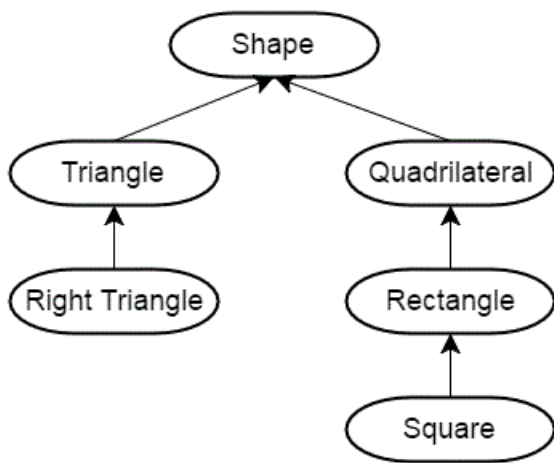 Shape
Triangle
Quadrilateral
Right Triangle
Rectangle
Square